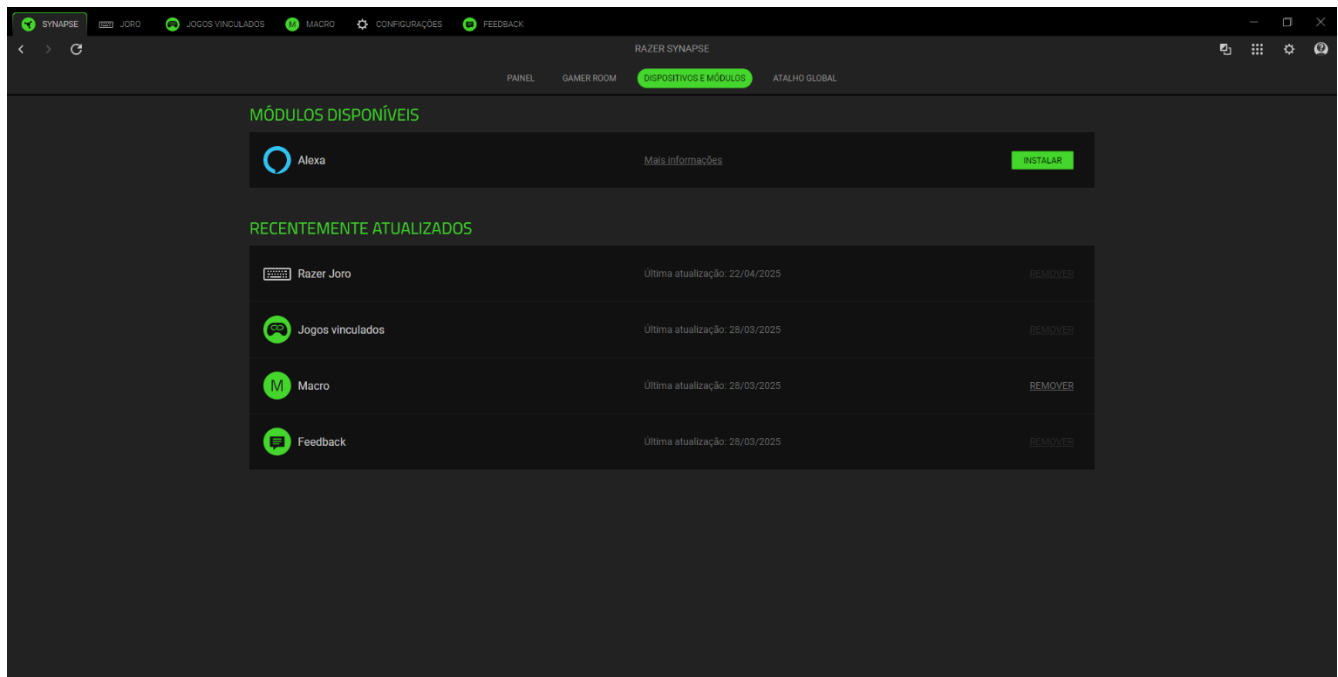 SYNAPSE JORO JOGOS VINCULADOS M MACRO CONFIGURAÇÕES FEEDBACK
RAZER SYNAPSE
PAINEL GAMER ROOM DISPOSITIVOS E MÓDULOS ATALHO GLOBAL
MÓDULOS DISPONÍVEIS
Alexa Mais informações INSTALAR
RECENTEMENTE ATUALIZADOS
Razer Joro Última atualização: 22/04/2025 REMOVER
Jogos vinculados Última atualização: 28/03/2025 REMOVER
M Macro Última atualização: 28/03/2025 REMOVER
Feedback Última atualização: 28/03/2025 REMOVER